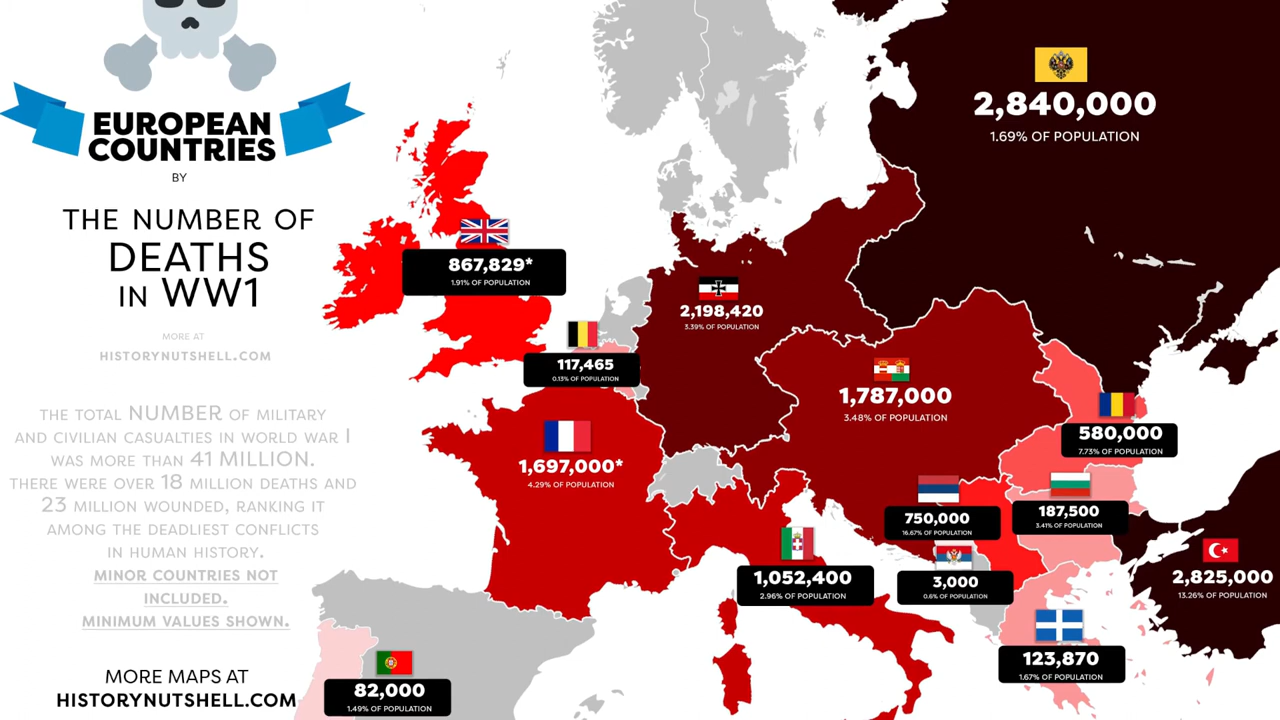 EUROPEAN
COUNTRIES
BY
THE NUMBER OF
DEATHS
IN WW1
MORE AT
HISTORYNUTSHELL.COM
THE TOTAL NUMBER OF MILITARY
AND CIVILIAN CASUALTIES IN WORLD WAR I
WAS MORE THAN 41 MILLION.
THERE WERE OVER 18 MILLION DEATHS AND
23 MILLION WOUNDED, RANKING IT
AMONG THE DEADLIEST CONFLICTS
IN HUMAN HISTORY.
MINOR COUNTRIES NOT
INCLUDED.
MINIMUM VALUES SHOWN.
MORE MAPS AT
HISTORYNUTSHELL.COM
2,840,000
1.69% OF POPULATION
867,829*
1.91% OF POPULATION
2,198,420
3.39% OF POPULATION
117,465
0.13% OF POPULATION
1,787,000
3.48% OF POPULATION
580,000
7.73% OF POPULATION
1,697,000*
4.29% OF POPULATION
750,000
16.67% OF POPULATION
187,500
3.41% OF POPULATION
1,052,400
2.96% OF POPULATION
3,000
0.6% OF POPULATION
2,825,000
13.26% OF POPULATION
123,870
1.67% OF POPULATION
82,000
1.49% OF POPULATION